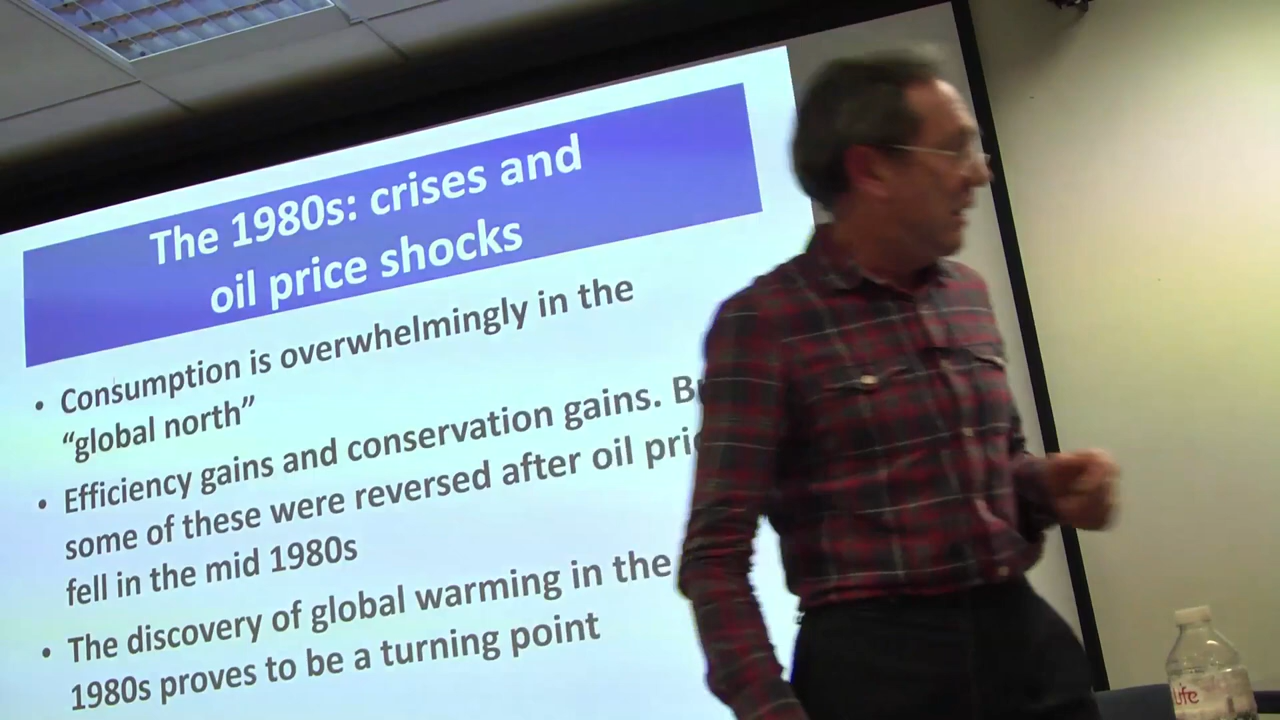 The 1980s: crises and
oil price shocks
• Consumption is overwhelmingly in the
“global north”
• Efficiency gains and conservation gains.
some of these were reversed after oil
fell in the mid 1980s
• The discovery of global warming in the
1980s proves to be a turning point
life